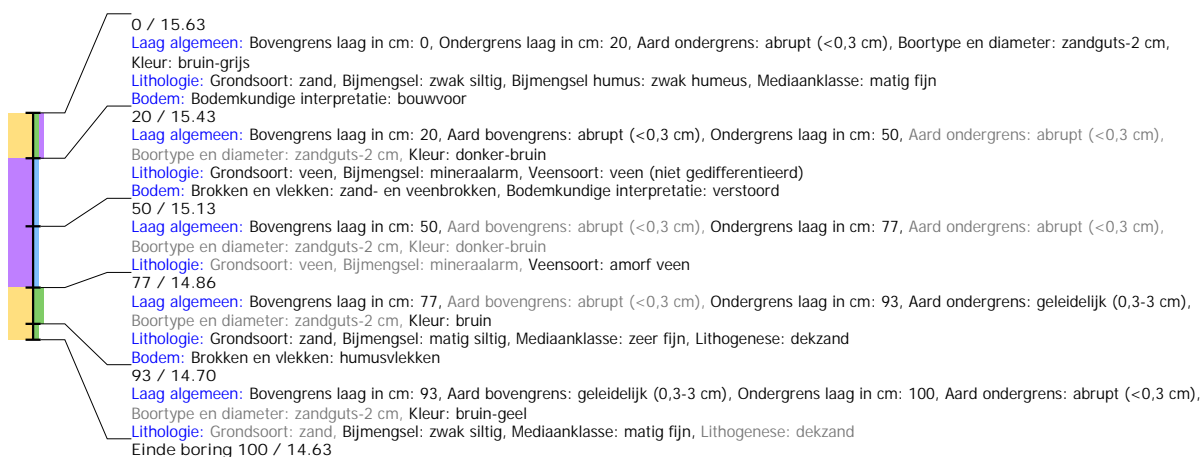 0 / 15.63
Laag algemeen: Bovengrens laag in cm: 0, Ondergrens laag in cm: 20, Aard ondergrens: abrupt (<0,3 cm), Boortype en diameter: zandguts-2 cm,
Kleur: bruin-grijs
Lithologie: Grondsoort: zand, Bijmengsel: zwak siltig, Bijmengsel humus: zwak humeus, Mediaanklasse: matig fijn
Bodem: Bodemkundige interpretatie: bouwvoor
20 / 15.43
Laag algemeen: Bovengrens laag in cm: 20, Aard bovengrens: abrupt (<0,3 cm), Ondergrens laag in cm: 50, Aard ondergrens: abrupt (<0,3 cm),
Boortype en diameter: zandguts-2 cm, Kleur: donker-bruin
Lithologie: Grondsoort: veen, Bijmengsel: mineraalarm, Veensoort: veen (niet gedifferentieerd)
Bodem: Brokken en vlekken: zand- en veenbrokken, Bodemkundige interpretatie: verstoord
50 / 15.13
Laag algemeen: Bovengrens laag in cm: 50, Aard bovengrens: abrupt (<0,3 cm), Ondergrens laag in cm: 77, Aard ondergrens: abrupt (<0,3 cm),
Boortype en diameter: zandguts-2 cm, Kleur: donker-bruin
Lithologie: Grondsoort: veen, Bijmengsel: mineraalarm, Veensoort: amorf veen
77 / 14.86
Laag algemeen: Bovengrens laag in cm: 77, Aard bovengrens: abrupt (<0,3 cm), Ondergrens laag in cm: 93, Aard ondergrens: geleidelijk (0,3-3 cm),
Boortype en diameter: zandguts-2 cm, Kleur: bruin
Lithologie: Grondsoort: zand, Bijmengsel: matig siltig, Mediaanklasse: zeer fijn, Lithogenese: dekzand
Bodem: Brokken en vlekken: humusvlekken
93 / 14.70
Laag algemeen: Bovengrens laag in cm: 93, Aard bovengrens: geleidelijk (0,3-3 cm), Ondergrens laag in cm: 100, Aard ondergrens: abrupt (<0,3 cm),
Boortype en diameter: zandguts-2 cm, Kleur: bruin-geel
Lithologie: Grondsoort: zand, Bijmengsel: zwak siltig, Mediaanklasse: matig fijn, Lithogenese: dekzand
Einde boring 100 / 14.63